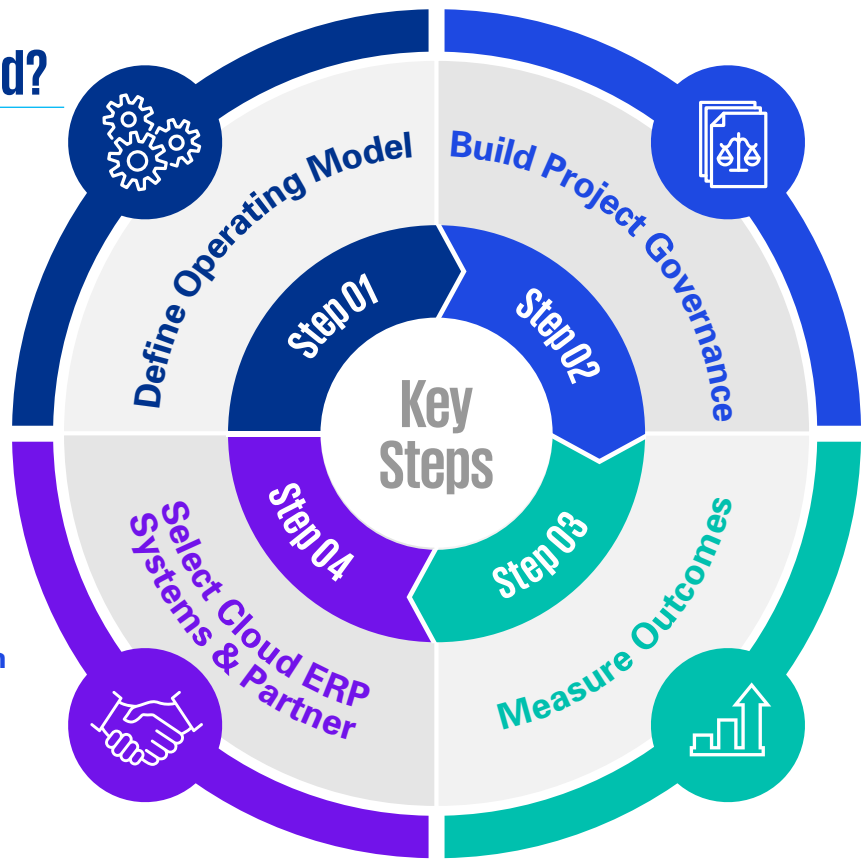 d?
Define Operating Model
Build Project Governance
Step 01
Step 02
Key
Steps
Step 04
Step 03
Select Cloud ERP
Systems & Partner
Measure Outcomes
n